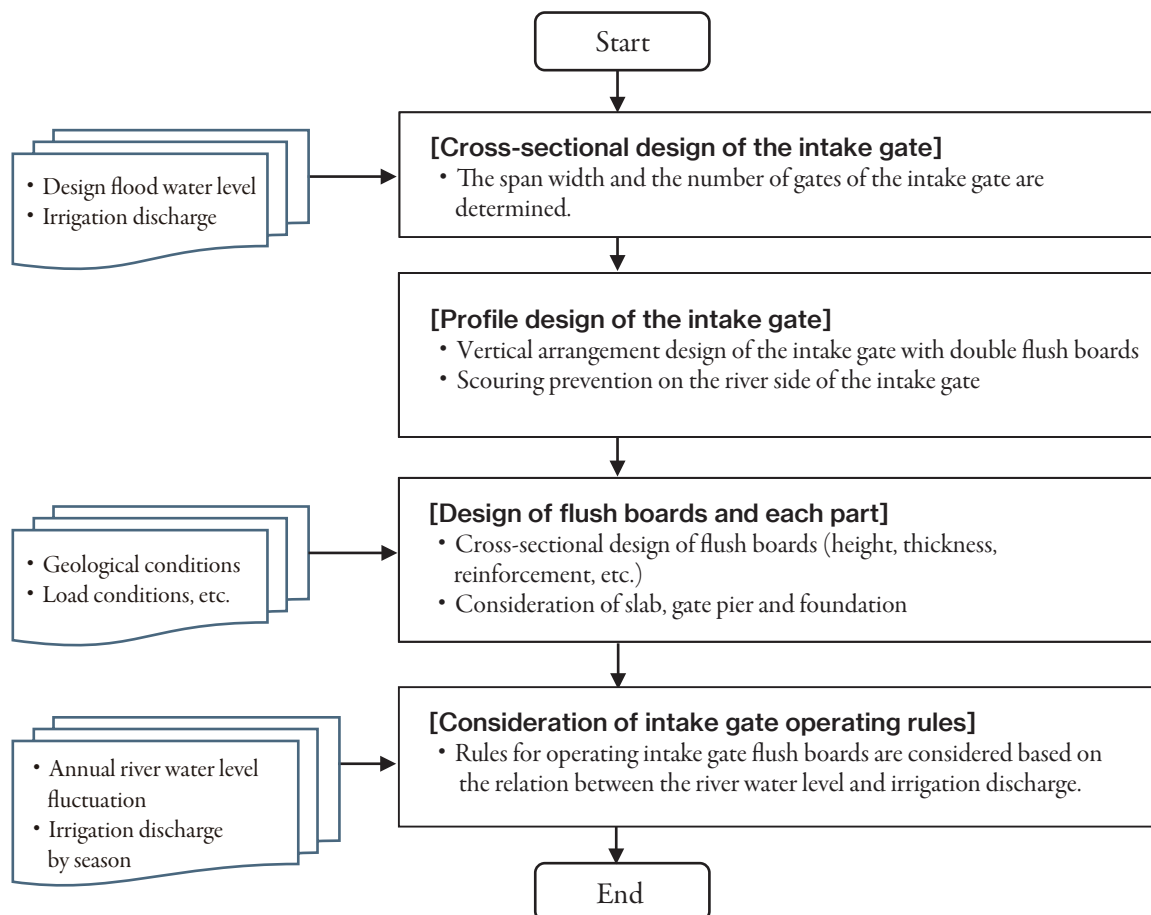 Start
[Cross-sectional design of the intake gate]
・The span width and the number of gates of the intake gate are
determined.
・Design flood water level
・Irrigation discharge
[Profile design of the intake gate]
・Vertical arrangement design of the intake gate with double flush boards
・Scouring prevention on the river side of the intake gate
[Design of flush boards and each part]
・Cross-sectional design of flush boards (height, thickness,
reinforcement, etc.)
・Consideration of slab, gate pier and foundation
・Geological conditions
・Load conditions, etc.
[Consideration of intake gate operating rules]
・Rules for operating intake gate flush boards are considered based on
the relation between the river water level and irrigation discharge.
・Annual river water level
fluctuation
・Irrigation discharge
by season
End